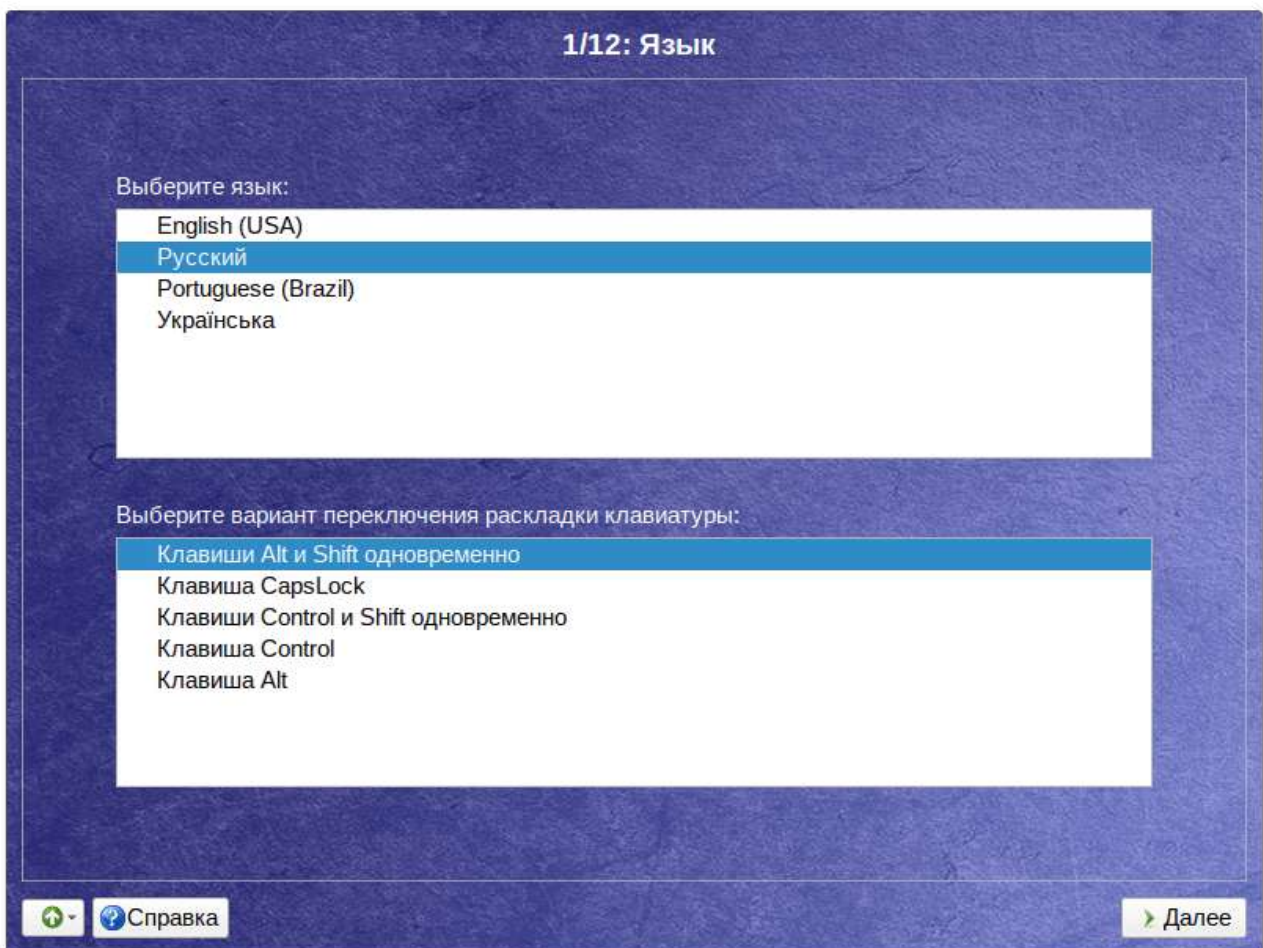 1/12: Язык
Выберите язык:
English (USA)
Русский
Portuguese (Brazil)
Українська
Выберите вариант переключения раскладки клавиатуры:
Клавиши Alt и Shift одновременно
Клавиша CapsLock
Клавиши Control и Shift одновременно
Клавиша Control
Клавиша Alt
Справка
Далее